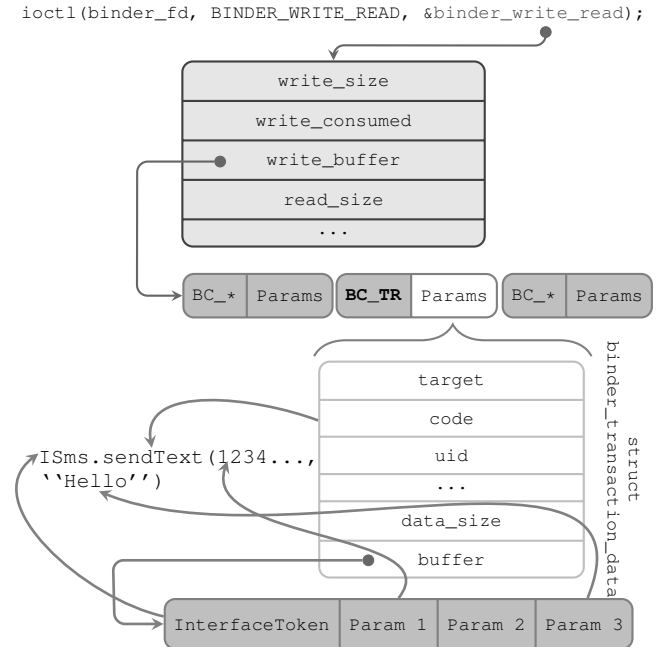 ioctl(binder_fd, BINDER_WRITE_READ, &binder_write_read);
write_size
write_consumed
write_buffer
read_size
...
BC_* Params BC_TR Params BC_* Params
target
code
uid
...
data_size
buffer
struct
binder_transaction_data
ISms.sendText(1234...,
‘‘Hello’’)
InterfaceToken Param 1 Param 2 Param 3